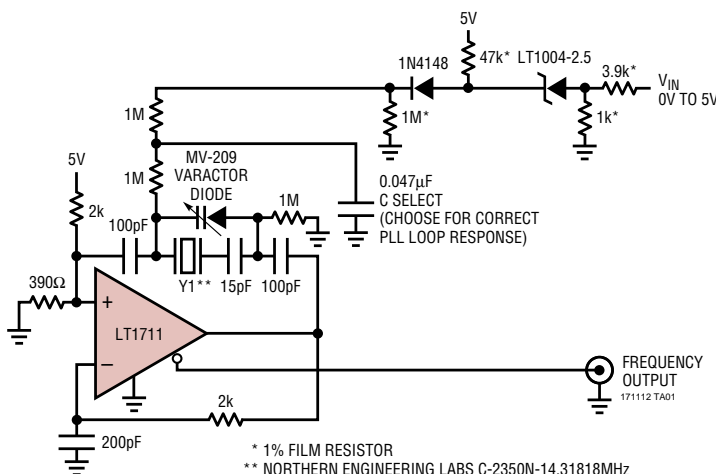 5V
1N4148
47k*
LT1004-2.5
3.9k*
VIN
0V TO 5V
1M
1M*
1k*
5V
1M
MV-209
VARACTOR
DIODE
1M
0.047µF
C SELECT
(CHOOSE FOR CORRECT
PLL LOOP RESPONSE)
2k
100pF
Y1**
15pF
100pF
390Ω
+
LT1711
−
FREQUENCY
OUTPUT
171112 TA01
2k
200pF
* 1% FILM RESISTOR
** NORTHERN ENGINEERING LABS C-2350N-14.31818MHz